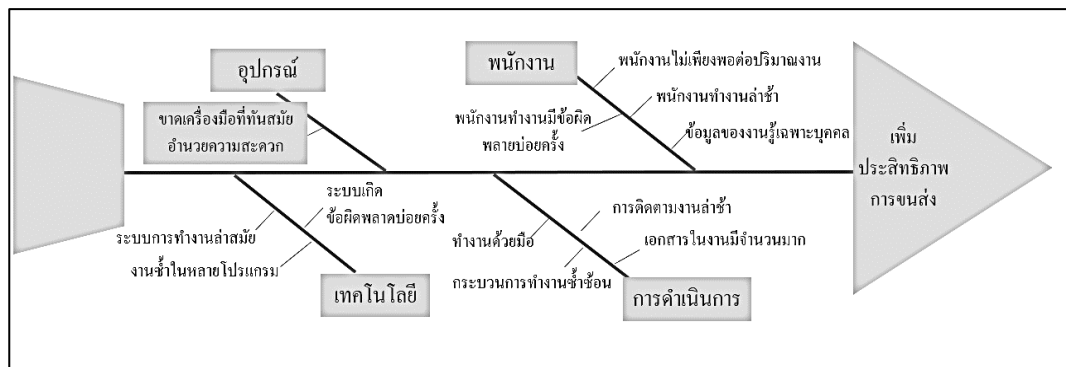 อุปกรณ์
ขาดเครื่องมือที่ทันสมัย
อำนวยความสะดวก
พนักงาน
พนักงานไม่เพียงพอต่อปริมาณงาน
พนักงานทำงานล่าช้า
พนักงานทำงานมีข้อผิด
พลายบ่อยครั้ง
ข้อมูลของงานรู้เฉพาะบุคคล
เพิ่ม
ประสิทธิภาพ
การขนส่ง
ระบบเกิด
ข้อผิดพลาดบ่อยครั้ง
ระบบการทำงานล่าสมัย
งานซ้ำในหลายโปรแกรม
เทคโนโลยี
การติดตามงานล่าช้า
ทำงานด้วยมือ
เอกสารในงานมีจำนวนมาก
กระบวนการทำงานซ้ำซ้อน
การดำเนินการ